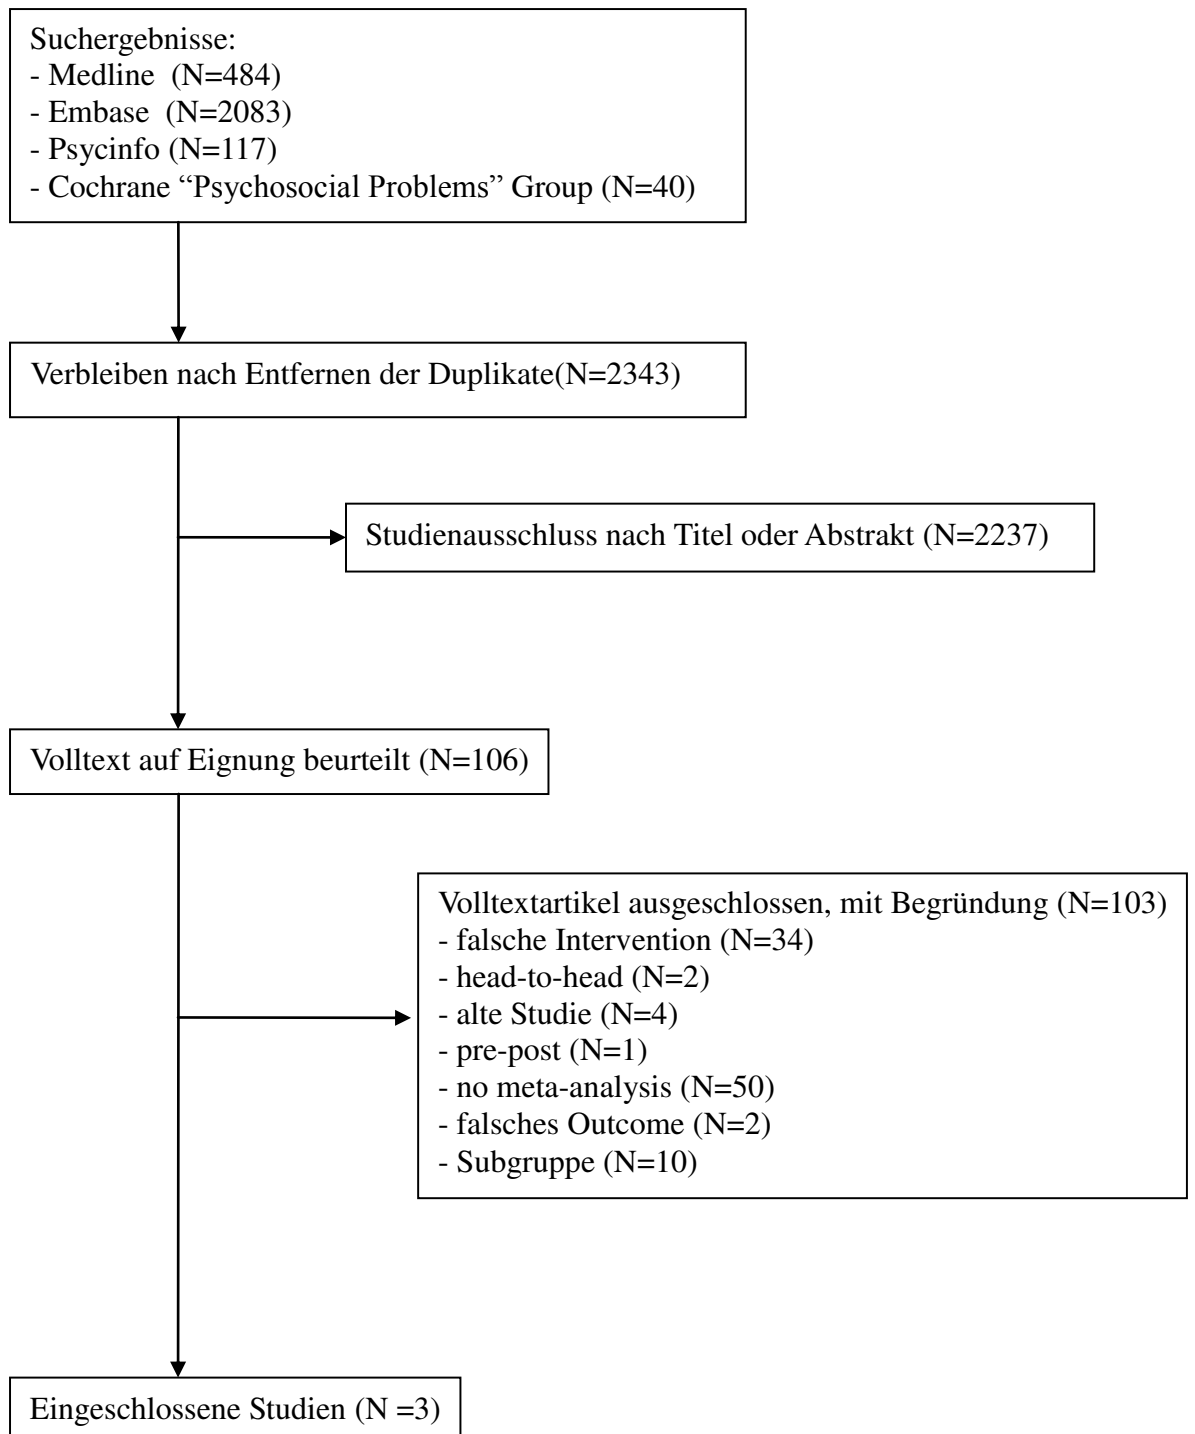 Suchergebnisse:
- Medline  (N=484)
- Embase  (N=2083)
- Psycinfo (N=117)
- Cochrane “Psychosocial Problems” Group (N=40)
Verbleiben nach Entfernen der Duplikate(N=2343)
Studienausschluss nach Titel oder Abstrakt (N=2237)
Volltext auf Eignung beurteilt (N=106)
Volltextartikel ausgeschlossen, mit Begründung (N=103)
- falsche Intervention (N=34)
- head-to-head (N=2)
- alte Studie (N=4)
- pre-post (N=1)
- no meta-analysis (N=50)
- falsches Outcome (N=2)
- Subgruppe (N=10)
Eingeschlossene Studien (N =3)